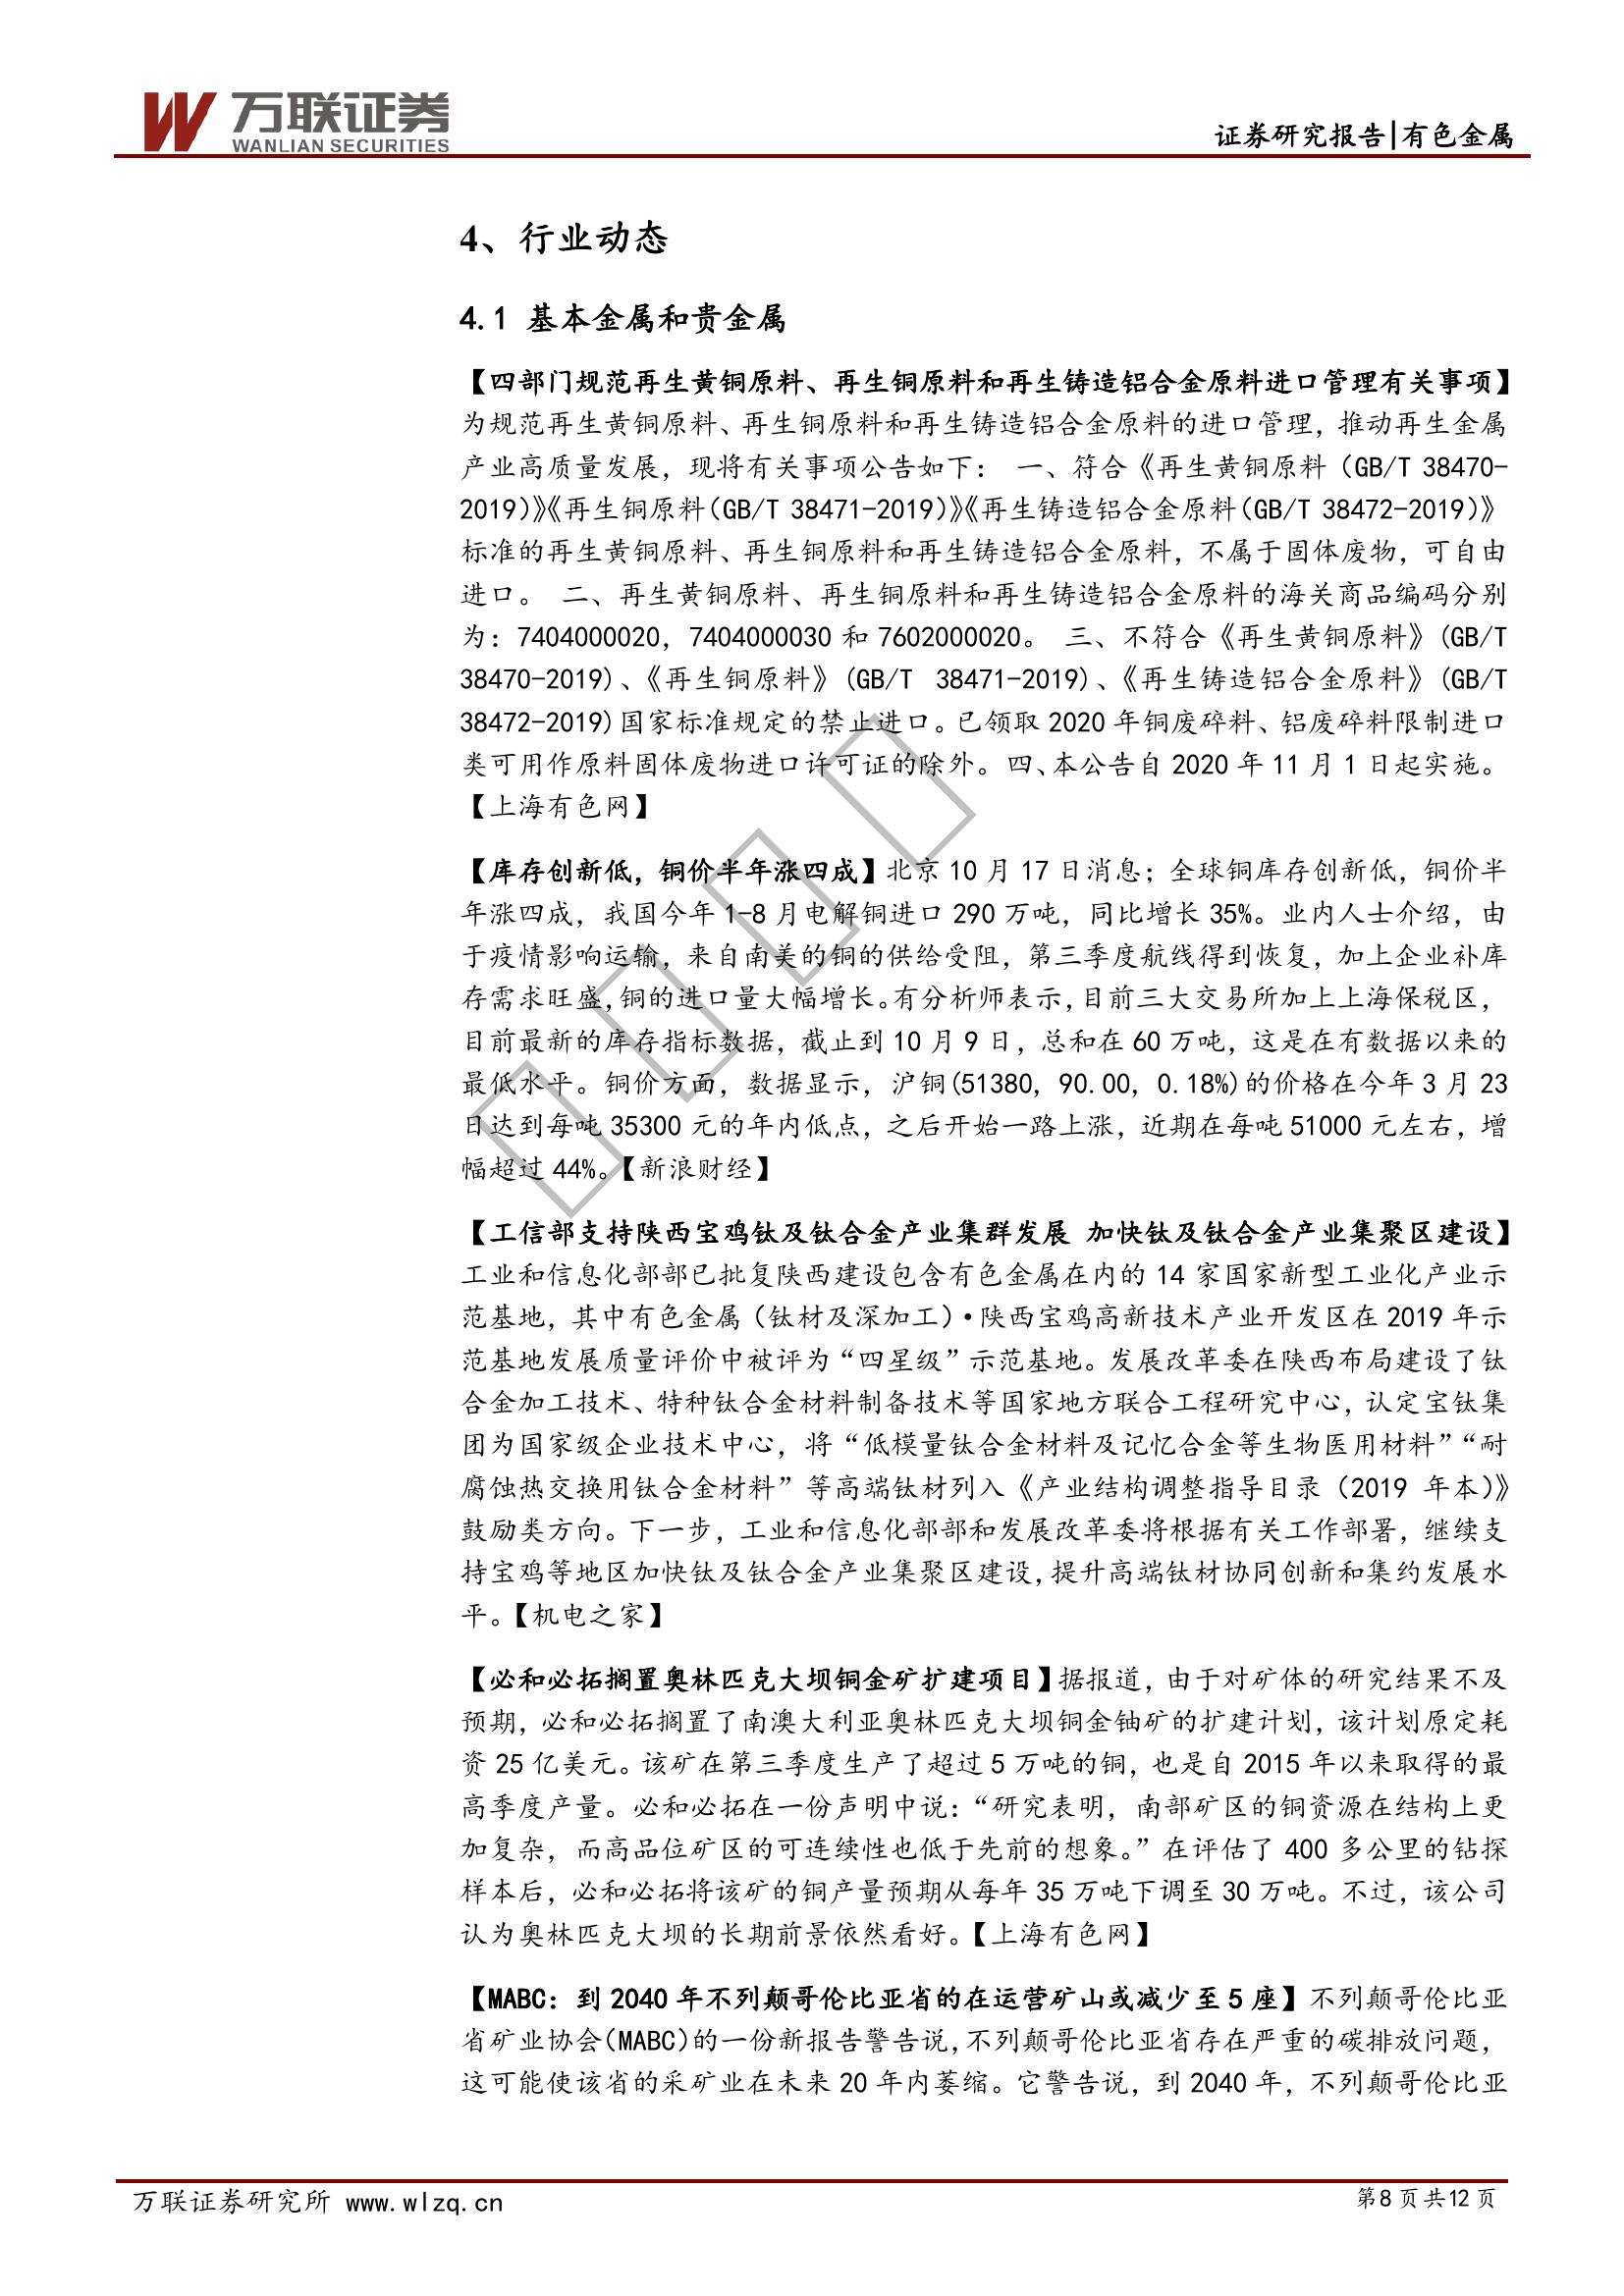 万联证券
WANLIAN SECURITIES
证券研究报告|有色金属
4、行业动态
4.1 基本金属和贵金属
【四部门规范再生黄铜原料、再生铜原料和再生铸造铝合金原料进口管理有关事项】
为规范再生黄铜原料、再生铜原料和再生铸造铝合金原料的进口管理，推动再生金属
产业高质量发展，现将有关事项公告如下： 一、符合《再生黄铜原料（GB/T 38470-
2019）》《再生铜原料（GB/T 38471-2019）》《再生铸造铝合金原料（GB/T 38472-2019）》
标准的再生黄铜原料、再生铜原料和再生铸造铝合金原料，不属于固体废物，可自由
进口。 二、再生黄铜原料、再生铜原料和再生铸造铝合金原料的海关商品编码分别
为：7404000020，7404000030 和 7602000020。 三、不符合《再生黄铜原料》(GB/T
38470-2019)、《再生铜原料》(GB/T 38471-2019)、《再生铸造铝合金原料》(GB/T
38472-2019)国家标准规定的禁止进口。已领取 2020 年铜废碎料、铝废碎料限制进口
类可用作原料固体废物进口许可证的除外。四、本公告自 2020 年 11 月 1 日起实施。
【上海有色网】
【库存创新低，铜价半年涨四成】北京 10 月 17 日消息；全球铜库存创新低，铜价半
年涨四成，我国今年 1-8 月电解铜进口 290 万吨，同比增长 35%。业内人士介绍，由
于疫情影响运输，来自南美的铜的供给受阻，第三季度航线得到恢复，加上企业补库
存需求旺盛，铜的进口量大幅增长。有分析师表示，目前三大交易所加上上海保税区，
目前最新的库存指标数据，截止到 10 月 9 日，总和在 60 万吨，这是在有数据以来的
最低水平。铜价方面，数据显示，沪铜(51380, 90.00, 0.18%)的价格在今年 3 月 23
日达到每吨 35300 元的年内低点，之后开始一路上涨，近期在每吨 51000 元左右，增
幅超过 44%。【新浪财经】
【工信部支持陕西宝鸡钛及钛合金产业集群发展 加快钛及钛合金产业集聚区建设】
工业和信息化部部已批复陕西建设包含有色金属在内的 14 家国家新型工业化产业示
范基地，其中有色金属（钛材及深加工）·陕西宝鸡高新技术产业开发区在 2019 年示
范基地发展质量评价中被评为“四星级”示范基地。发展改革委在陕西布局建设了钛
合金加工技术、特种钛合金材料制备技术等国家地方联合工程研究中心，认定宝钛集
团为国家级企业技术中心，将“低模量钛合金材料及记忆合金等生物医用材料”“耐
腐蚀热交换用钛合金材料”等高端钛材列入《产业结构调整指导目录（2019 年本）》
鼓励类方向。下一步，工业和信息化部部和发展改革委将根据有关工作部署，继续支
持宝鸡等地区加快钛及钛合金产业集聚区建设，提升高端钛材协同创新和集约发展水
平。【机电之家】
【必和必拓搁置奥林匹克大坝铜金矿扩建项目】据报道，由于对矿体的研究结果不及
预期，必和必拓搁置了南澳大利亚奥林匹克大坝铜金铀矿的扩建计划，该计划原定耗
资 25 亿美元。该矿在第三季度生产了超过 5 万吨的铜，也是自 2015 年以来取得的最
高季度产量。必和必拓在一份声明中说：“研究表明，南部矿区的铜资源在结构上更
加复杂，而高品位矿区的可连续性也低于先前的想象。”在评估了 400 多公里的钻探
样本后，必和必拓将该矿的铜产量预期从每年 35 万吨下调至 30 万吨。不过，该公司
认为奥林匹克大坝的长期前景依然看好。【上海有色网】
【MABC：到 2040 年不列颠哥伦比亚省的在运营矿山或减少至 5 座】不列颠哥伦比亚
省矿业协会（MABC）的一份新报告警告说，不列颠哥伦比亚省存在严重的碳排放问题，
这可能使该省的采矿业在未来 20 年内萎缩。它警告说，到 2040 年，不列颠哥伦比亚
万联证券研究所 www.wlzq.cn
第8页共12页